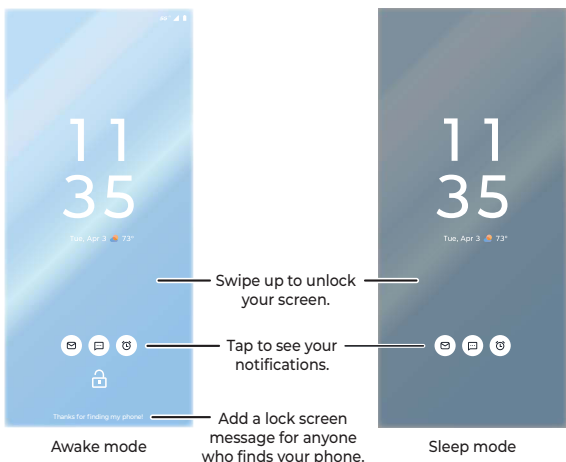 4G
11
35
Tue, Apr 3 73°
Thanks for finding my phone!
Awake mode
Swipe up to unlock
your screen.
Tap to see your
notifications.
Add a lock screen
message for anyone
who finds your phone.
11
35
Tue, Apr 3 73°
Sleep mode